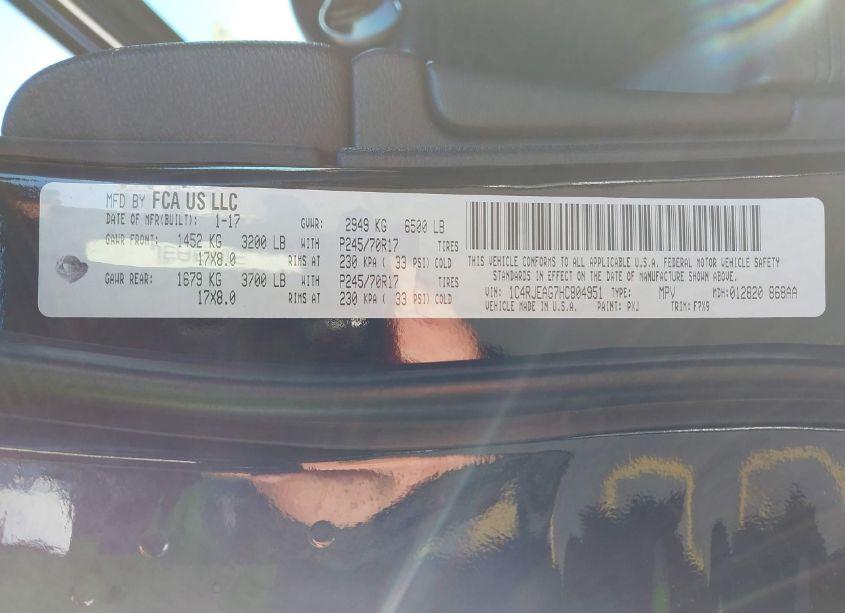 MFD BY FCA US LLC
DATE OF MFR(BUILT): 1-17 GVWR: 2949 KG 6500 LB
GAWR FRONT: 1452 KG 3200 LB WITH P245/70R17 TIRES
17X8.0 RIMS AT 230 KPA ( 33 PSI) COLD
GAWR REAR: 1679 KG 3700 LB WITH P245/70R17 TIRES
17X8.0 RIMS AT 230 KPA ( 33 PSI) COLD
THIS VEHICLE CONFORMS TO ALL APPLICABLE U.S.A. FEDERAL MOTOR VEHICLE SAFETY
STANDARDS IN EFFECT ON THE DATE OF MANUFACTURE SHOWN ABOVE.
VIN: 1C4RJEAG7HC804951 TYPE: MPV MDH:012820 868AA
VEHICLE MADE IN U.S.A. PAINT: PXJ TRIM: F7X9